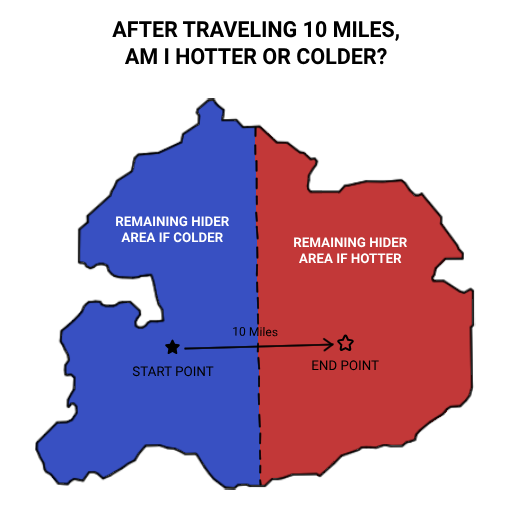 AFTER TRAVELING 10 MILES,
AM I HOTTER OR COLDER?
REMAINING HIDER
AREA IF COLDER
REMAINING HIDER
AREA IF HOTTER
10 Miles
START POINT
END POINT